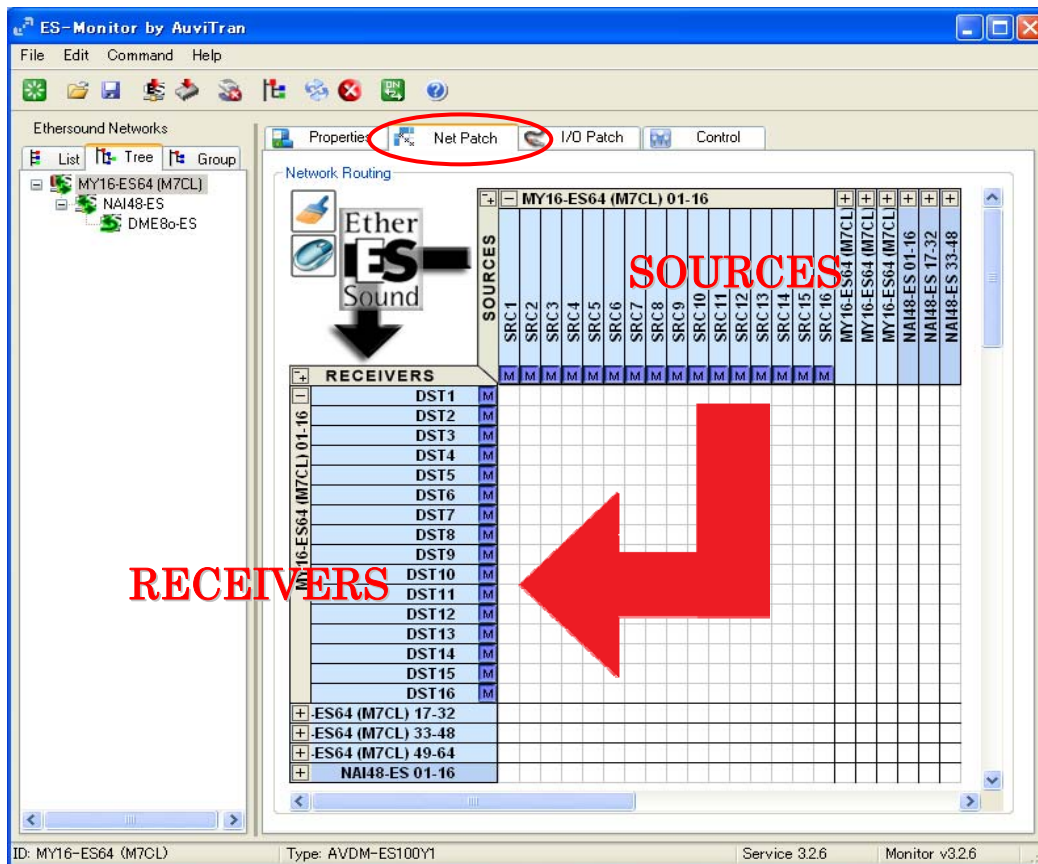 ES-Monitor by AuviTran
File Edit Command Help
Ethersound Networks
List Tree Group
MY16-ES64 (M7CL)
NAI48-ES
DME8o-ES
Properties Net Patch I/O Patch Control
Network Routing
Ether
ES
Sound
SOURCES
MY16-ES64 (M7CL) 01-16
SRC1
SRC2
SRC3
SRC4
SRC5
SRC6
SRC7
SRC8
SRC9
SRC10
SRC11
SRC12
SRC13
SRC14
SRC15
SRC16
MY16-ES64 (M7CL)
MY16-ES64 (M7CL)
MY16-ES64 (M7CL)
NAI48-ES 01-16
NAI48-ES 17-32
NAI48-ES 33-48
SOURCES
M M M M M M M M M M M M M M M M
RECEIVERS
MY16-ES64 (M7CL) 01-16
DST1 M
DST2 M
DST3 M
DST4 M
DST5 M
DST6 M
DST7 M
DST8 M
DST9 M
DST10 M
DST11 M
DST12 M
DST13 M
DST14 M
DST15 M
DST16 M
RECEIVERS
-ES64 (M7CL) 17-32
-ES64 (M7CL) 33-48
-ES64 (M7CL) 49-64
NAI48-ES 01-16
ID: MY16-ES64 (M7CL) Type: AVDM-ES100Y1 Service 3.2.6 Monitor v3.2.6